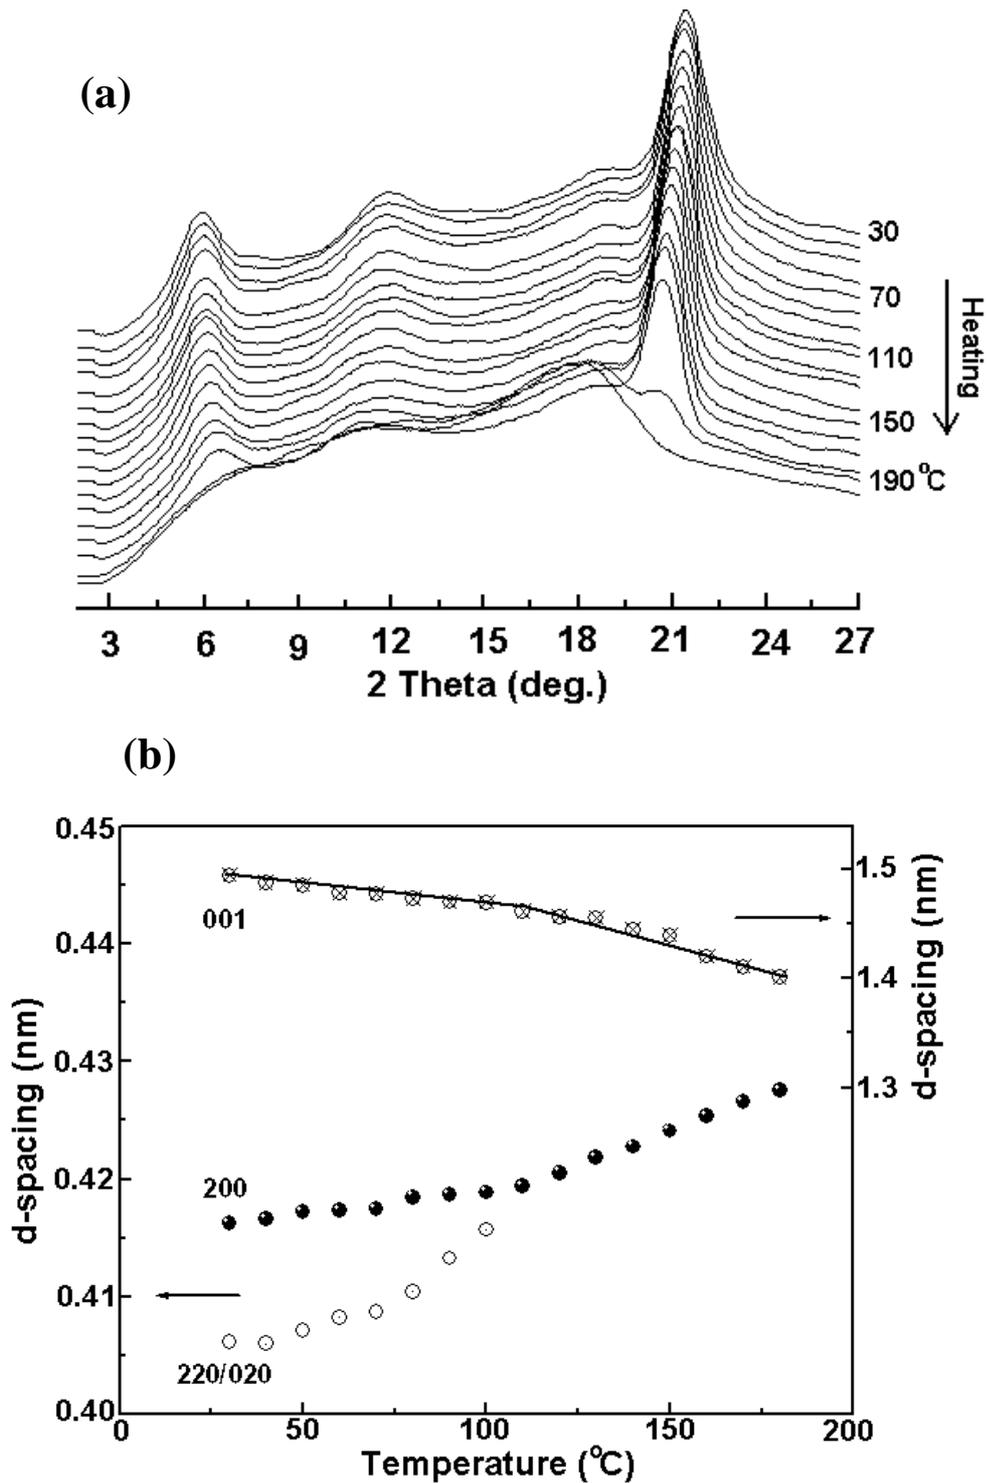 (a)
30
70
110
150
190 °C
Heating
3 6 9 12 15 18 21 24 27
2 Theta (deg.)
(b)
0.45
0.44
0.43
0.42
0.41
0.40
d-spacing (nm)
001
200
220/020
1.5
1.4
1.3
d-spacing (nm)
0 50 100 150 200
Temperature (°C)